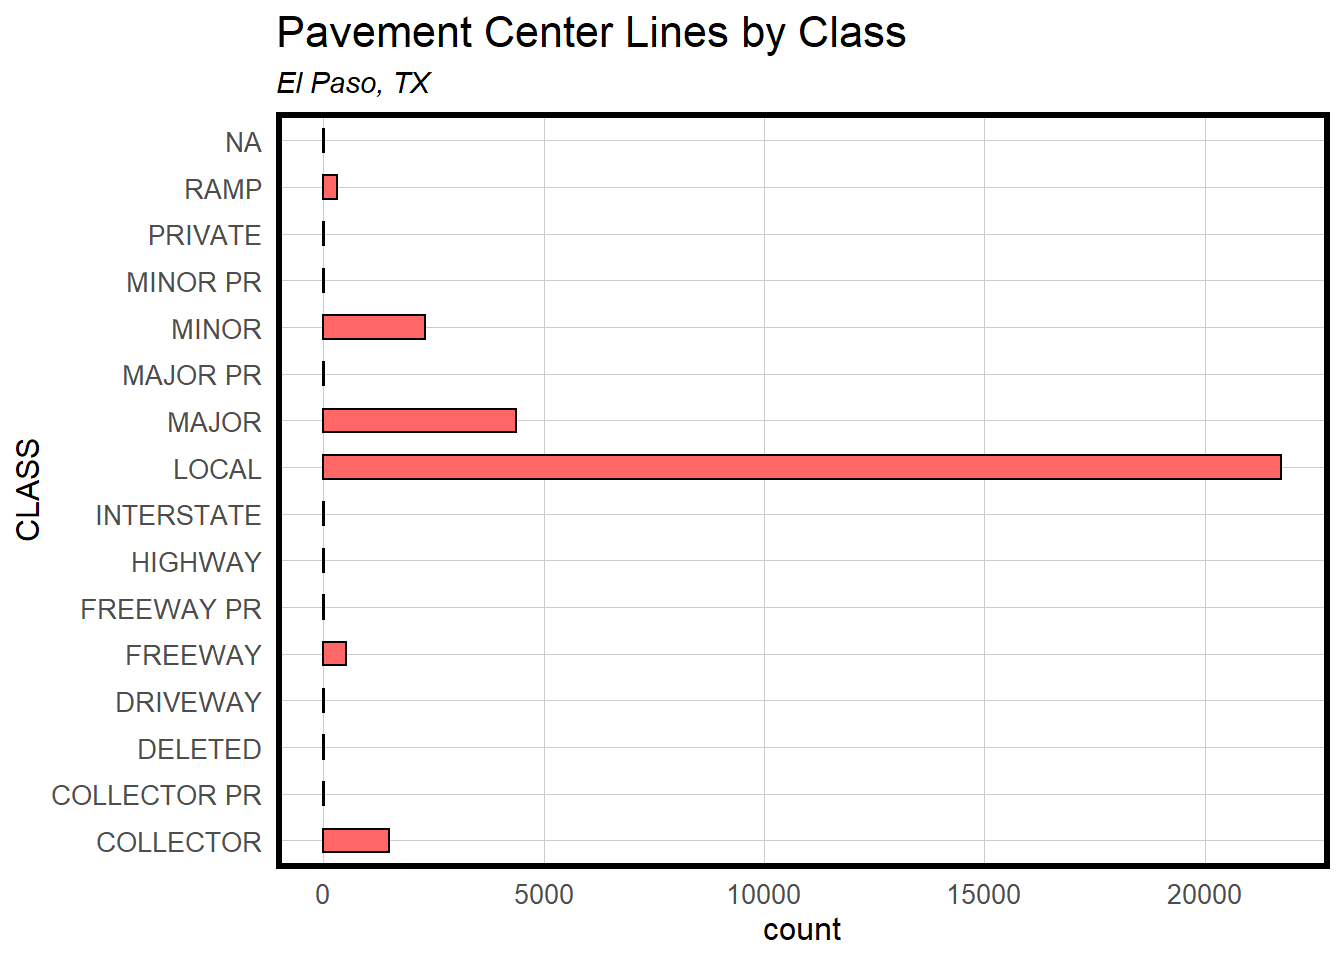 Pavement Center Lines by Class
El Paso, TX
NA
RAMP
PRIVATE
MINOR PR
MINOR
MAJOR PR
MAJOR
LOCAL
INTERSTATE
HIGHWAY
FREEWAY PR
FREEWAY
DRIVEWAY
DELETED
COLLECTOR PR
COLLECTOR
CLASS
0 5000 10000 15000 20000
count